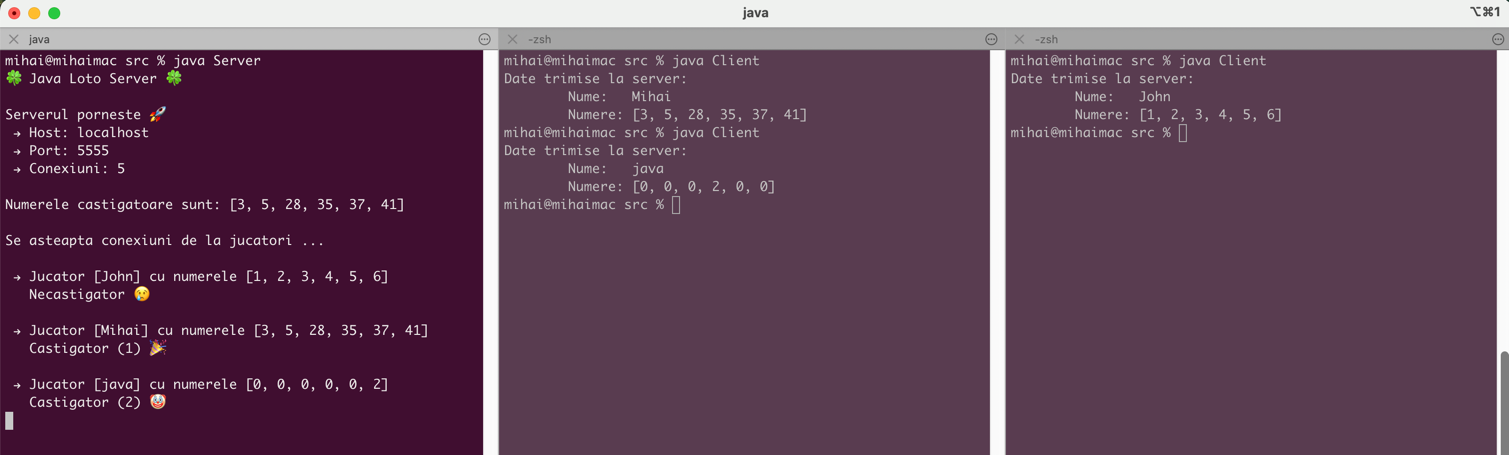 java
⌥⌘1
java
mihai@mihaimac src % java Server
🍀 Java Loto Server 🍀
Serverul porneste 🚀
→ Host: localhost
→ Port: 5555
→ Conexiuni: 5
Numerele castigatoare sunt: [3, 5, 28, 35, 37, 41]
Se asteapta conexiuni de la jucatori ...
→ Jucator [John] cu numerele [1, 2, 3, 4, 5, 6]
Necastigator 😢
→ Jucator [Mihai] cu numerele [3, 5, 28, 35, 37, 41]
Castigator (1) 🎉
→ Jucator [java] cu numerele [0, 0, 0, 0, 0, 2]
Castigator (2) 🤡
-zsh
mihai@mihaimac src % java Client
Date trimise la server:
Nume: Mihai
Numere: [3, 5, 28, 35, 37, 41]
mihai@mihaimac src % java Client
Date trimise la server:
Nume: java
Numere: [0, 0, 0, 2, 0, 0]
mihai@mihaimac src %
-zsh
mihai@mihaimac src % java Client
Date trimise la server:
Nume: John
Numere: [1, 2, 3, 4, 5, 6]
mihai@mihaimac src %